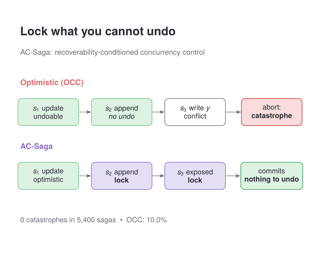 Lock what you cannot undo
AC-Saga: recoverability-conditioned concurrency control
Optimistic (OCC)
s₁ update
undoable
s₂ append
no undo
s₃ write y
conflict
abort:
catastrophe
AC-Saga
s₁ update
optimistic
s₂ append
lock
s₃ exposed
lock
commits
nothing to undo
0 catastrophes in 5,400 sagas • OCC: 10.0%